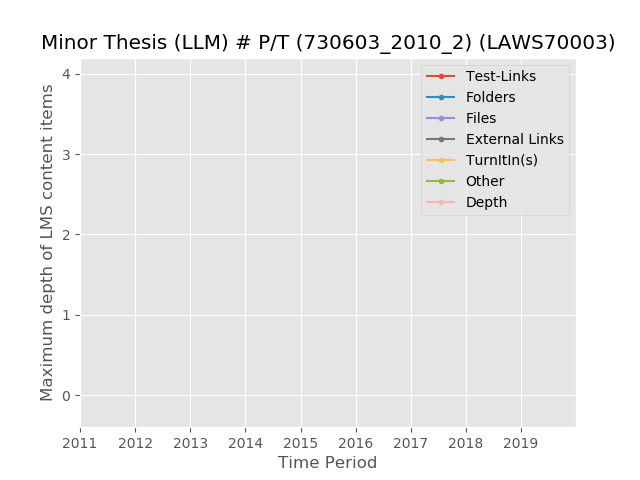 Minor Thesis (LLM) # P/T (730603_2010_2) (LAWS70003)
Maximum depth of LMS content items
4
3
2
1
0
Test-Links
Folders
Files
External Links
TurnItIn(s)
Other
Depth
2011 2012 2013 2014 2015 2016 2017 2018 2019
Time Period